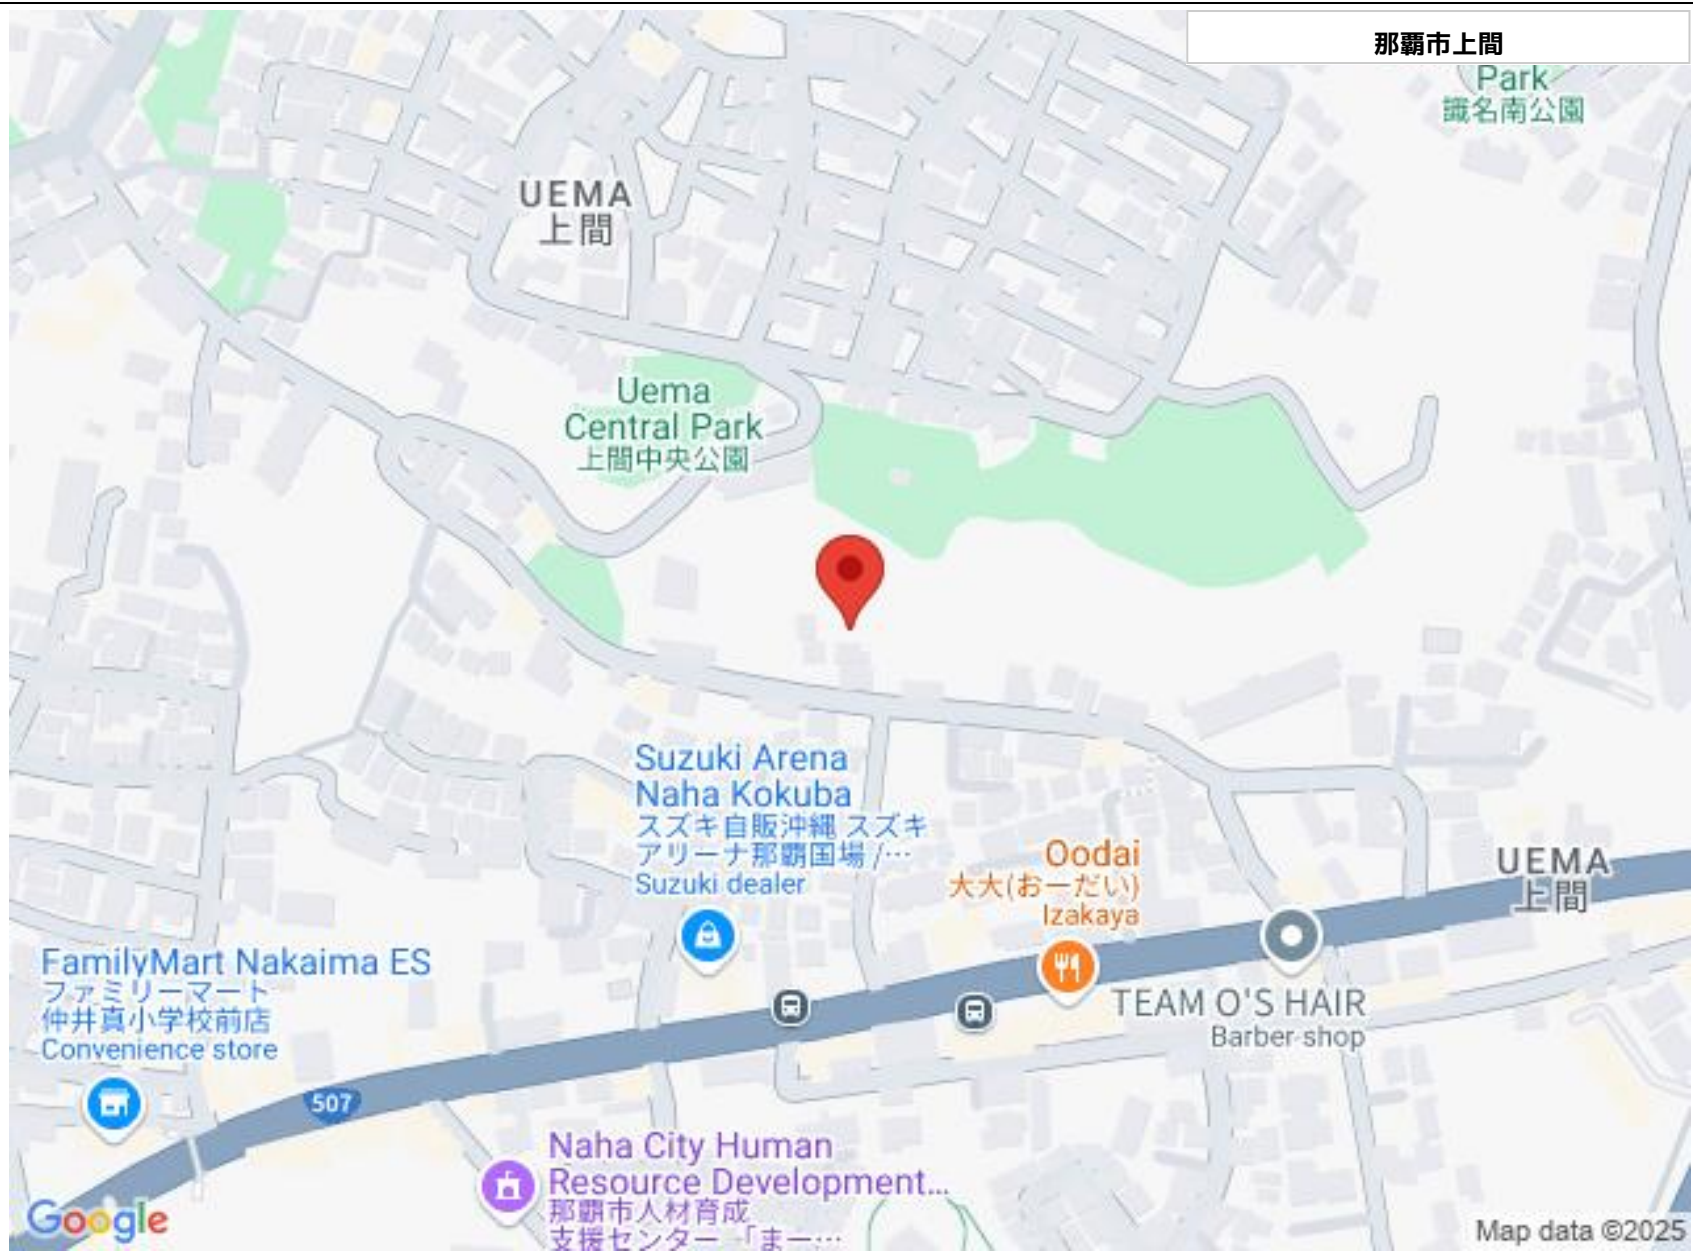 那覇市上間
Park
識名南公園
UEMA
上間
Uema
Central Park
上間中央公園
Suzuki Arena
Naha Kokuba
スズキ自販沖縄 スズキ
アリーナ那覇国場 /…
Suzuki dealer
Oodai
大大(おーだい)
Izakaya
UEMA
上間
FamilyMart Nakaima ES
ファミリーマート
仲井真小学校前店
Convenience store
TEAM O'S HAIR
Barber shop
507
Naha City Human
Resource Development…
那覇市人材育成
支援センター 「まー…
Google
Map data ©2025